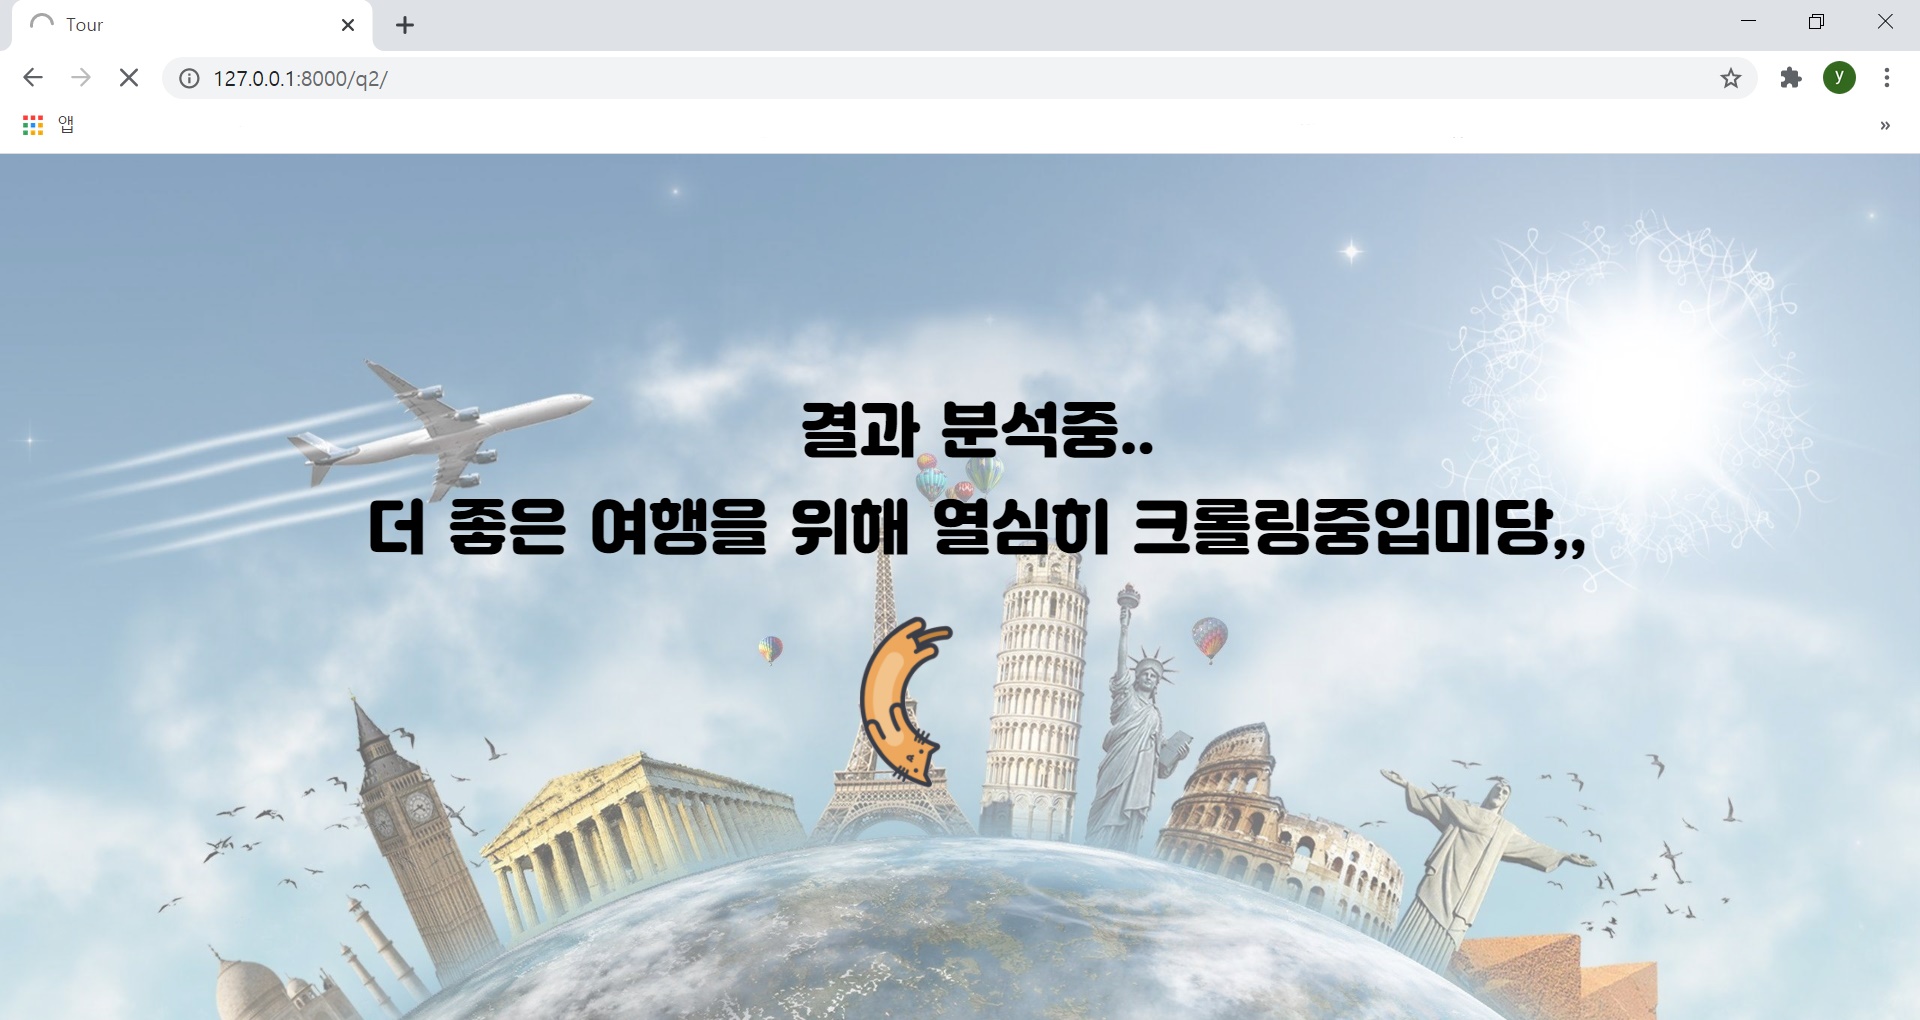 Tour
127.0.0.1:8000/q2/
y
앱
결과 분석중..
더 좋은 여행을 위해 열심히 크롤링중입미당,,